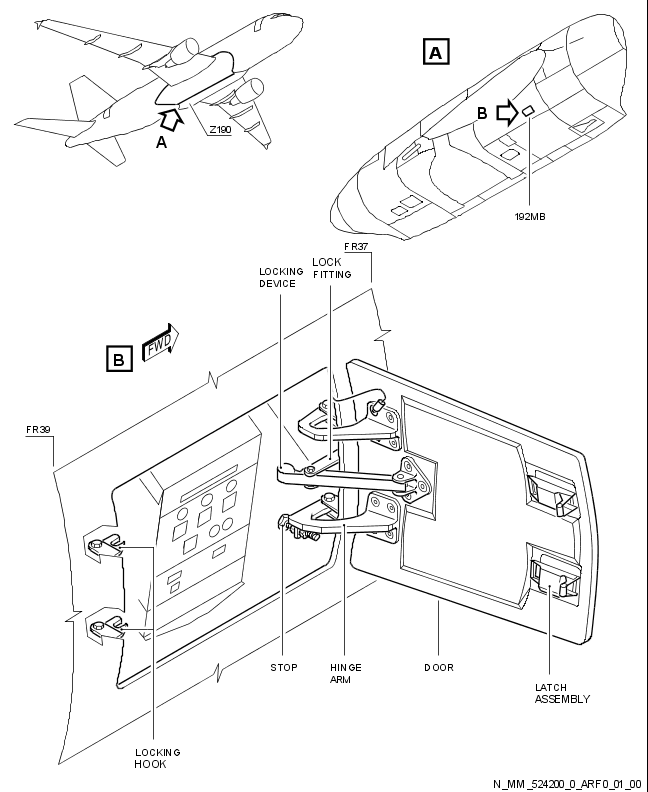 A
Z190
A
B
192MB
FR37
LOCK
FITTING
LOCKING
DEVICE
B
FWD
FR39
STOP
HINGE
ARM
DOOR
LATCH
ASSEMBLY
LOCKING
HOOK
N_MM_524200_0_ARF0_01_00